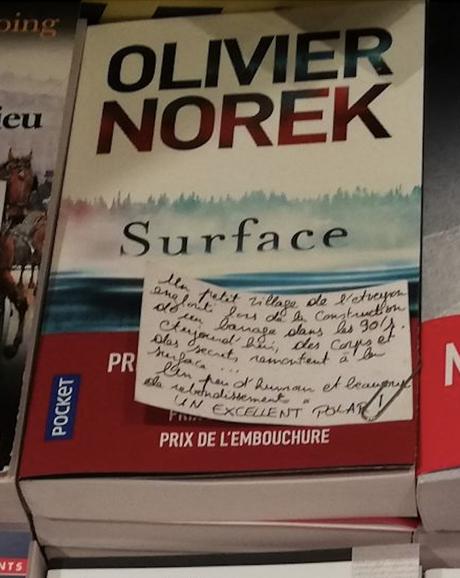 oing
ieu
OLIVIER
NOREK
Surface
Un petit village de l'Aveyron
englouti lors de la construction
d'un barrage dans les 90's.
Aujourd'hui, des corps et
des secrets, remontent à la
surface...
Un peu d'humour et beaucoup
de rebondissements =
UN EXCELLENT POLAR !
PR
PRIX DE L'EMBOUCHURE
POCKET
N
NTS